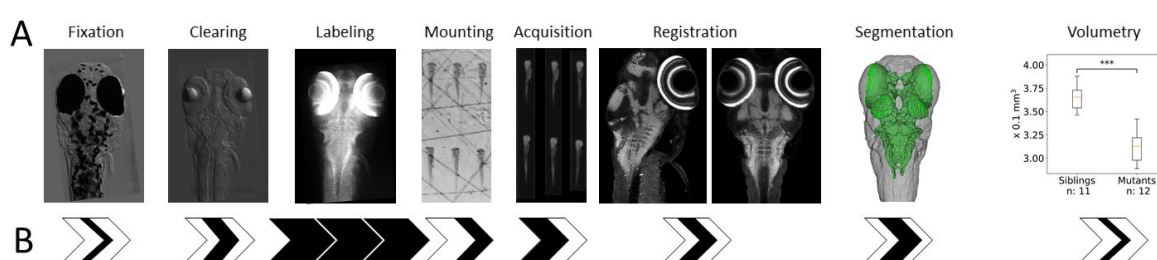 A
Fixation
Clearing
Labeling
Mounting
Acquisition
Registration
Segmentation
Volumetry
4.00
3.75
3.50
3.25
3.00
x 0.1 mm³
***
Siblings
n: 11
Mutants
n: 12
B